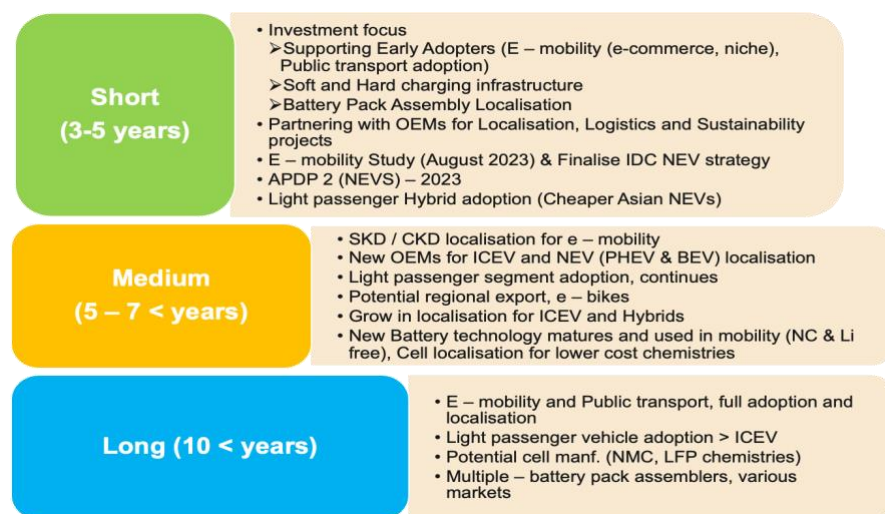 Short
(3-5 years)
• Investment focus
➢Supporting Early Adopters (E – mobility (e-commerce, niche),
Public transport adoption)
➢Soft and Hard charging infrastructure
➢Battery Pack Assembly Localisation
• Partnering with OEMs for Localisation, Logistics and Sustainability
projects
• E – mobility Study (August 2023) & Finalise IDC NEV strategy
• APDP 2 (NEVS) – 2023
• Light passenger Hybrid adoption (Cheaper Asian NEVs)
Medium
(5 – 7 < years)
• SKD / CKD localisation for e – mobility
• New OEMs for ICEV and NEV (PHEV & BEV) localisation
• Light passenger segment adoption, continues
• Potential regional export, e – bikes
• Grow in localisation for ICEV and Hybrids
• New Battery technology matures and used in mobility (NC & Li
free), Cell localisation for lower cost chemistries
Long (10 < years)
• E – mobility and Public transport, full adoption and
localisation
• Light passenger vehicle adoption > ICEV
• Potential cell manf. (NMC, LFP chemistries)
• Multiple – battery pack assemblers, various
markets